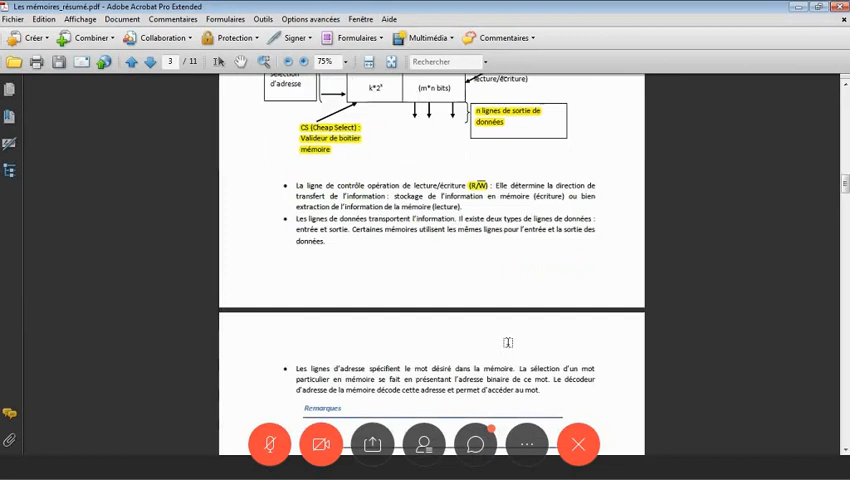 Les mémoires_résumé.pdf - Adobe Acrobat Pro Extended
Fichier Edition Affichage Document Commentaires Formulaires Outils Options avancées Fenêtre Aide
Créer Combiner Collaboration Protection Signer Formulaires Multimédia Commentaires
3 / 11 75% Rechercher
sélection
d'adresse
k*2ᵏ
(m*n bits)
lecture/écriture)
n lignes de sortie de
données
CS (Cheap Select) :
Valideur de boitier
mémoire
• La ligne de contrôle opération de lecture/écriture (R/W̅) : Elle détermine la direction de
transfert de l'information : stockage de l'information en mémoire (écriture) ou bien
extraction de l'information de la mémoire (lecture).
• Les lignes de données transportent l'information. Il existe deux types de lignes de données :
entrée et sortie. Certaines mémoires utilisent les mêmes lignes pour l'entrée et la sortie des
données.
• Les lignes d'adresse spécifient le mot désiré dans la mémoire. La sélection d'un mot
particulier en mémoire se fait en présentant l'adresse binaire de ce mot. Le décodeur
d'adresse de la mémoire décode cette adresse et permet d'accéder au mot.
Remarques